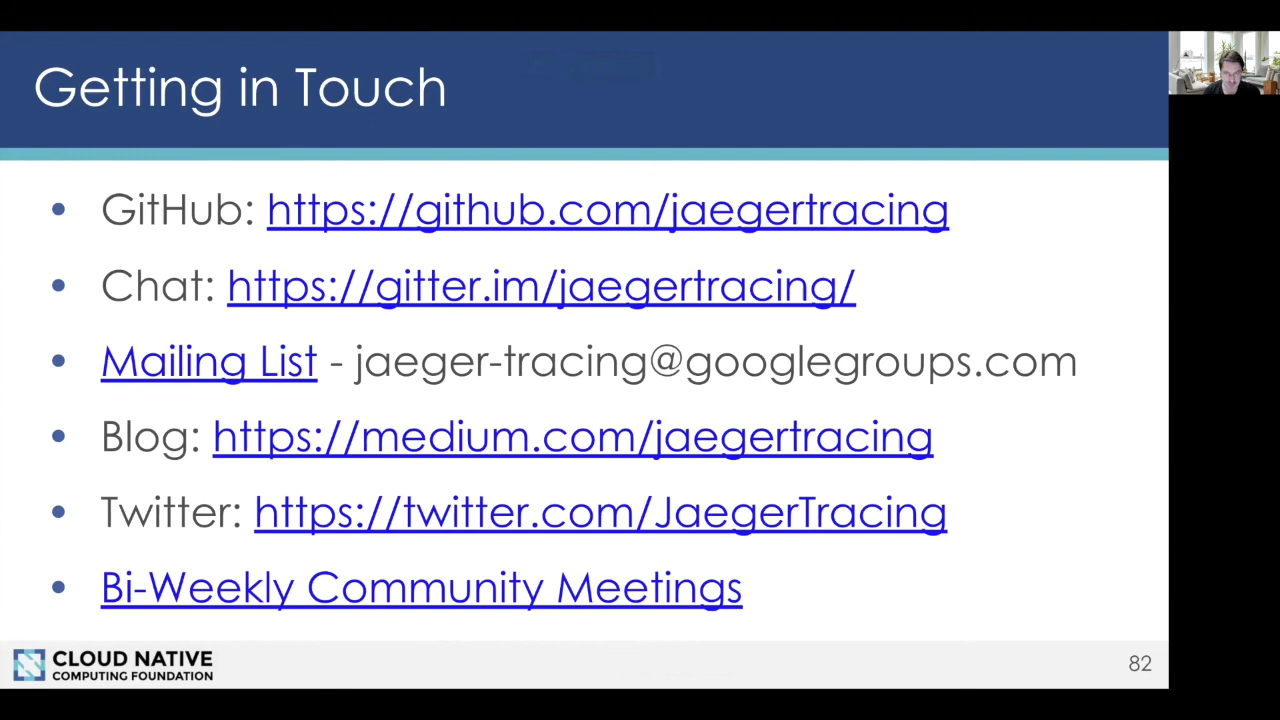 Getting in Touch
• GitHub: https://github.com/jaegertracing
• Chat: https://gitter.im/jaegertracing/
• Mailing List - jaeger-tracing@googlegroups.com
• Blog: https://medium.com/jaegertracing
• Twitter: https://twitter.com/JaegerTracing
• Bi-Weekly Community Meetings
CLOUD NATIVE
COMPUTING FOUNDATION
82